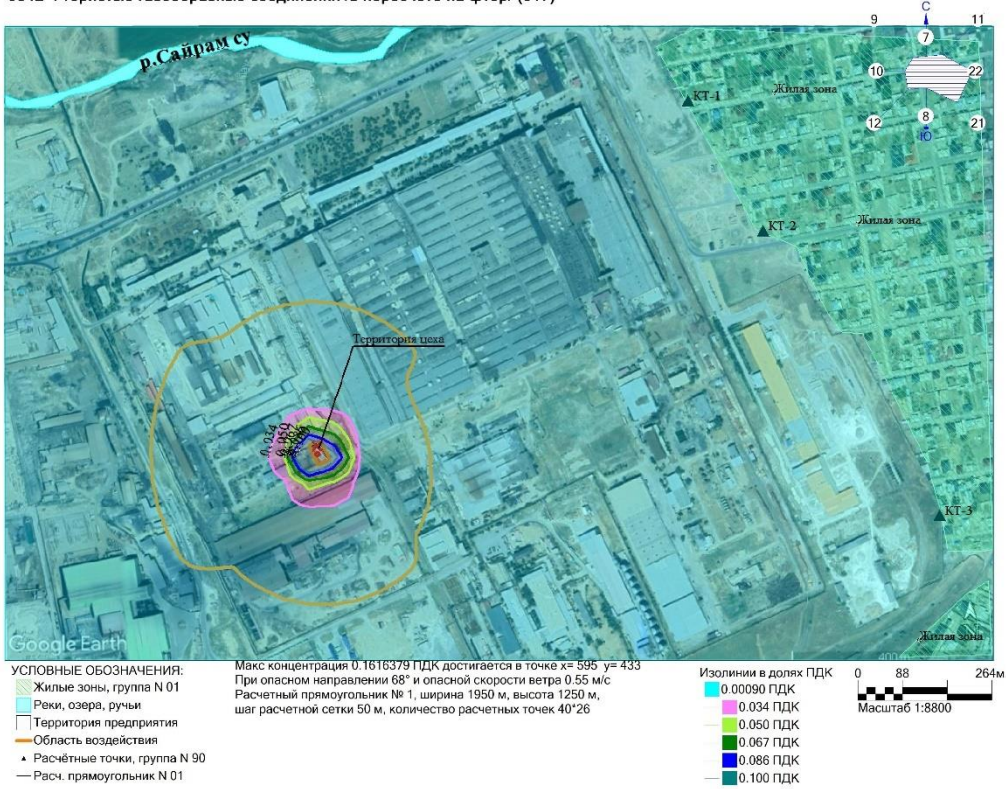 С
9 11
7
10 22
12 8 21
Ю
р.Сайрам су
Жилая зона
КТ-1
Жилая зона
КТ-2
Территория цеха
0.034
0.050
КТ-3
Жилая зона
Google Earth
400 m
УСЛОВНЫЕ ОБОЗНАЧЕНИЯ:
Жилые зоны, группа N 01
Реки, озера, ручьи
Территория предприятия
Область воздействия
Расчётные точки, группа N 90
Расч. прямоугольник N 01
Макс концентрация 0.1616379 ПДК достигается в точке x= 595 y= 433
При опасном направлении 68° и опасной скорости ветра 0.55 м/с
Расчетный прямоугольник № 1, ширина 1950 м, высота 1250 м,
шаг расчетной сетки 50 м, количество расчетных точек 40*26
Изолинии в долях ПДК
0.00090 ПДК
0.034 ПДК
0.050 ПДК
0.067 ПДК
0.086 ПДК
0.100 ПДК
0 88 264м
Масштаб 1:8800